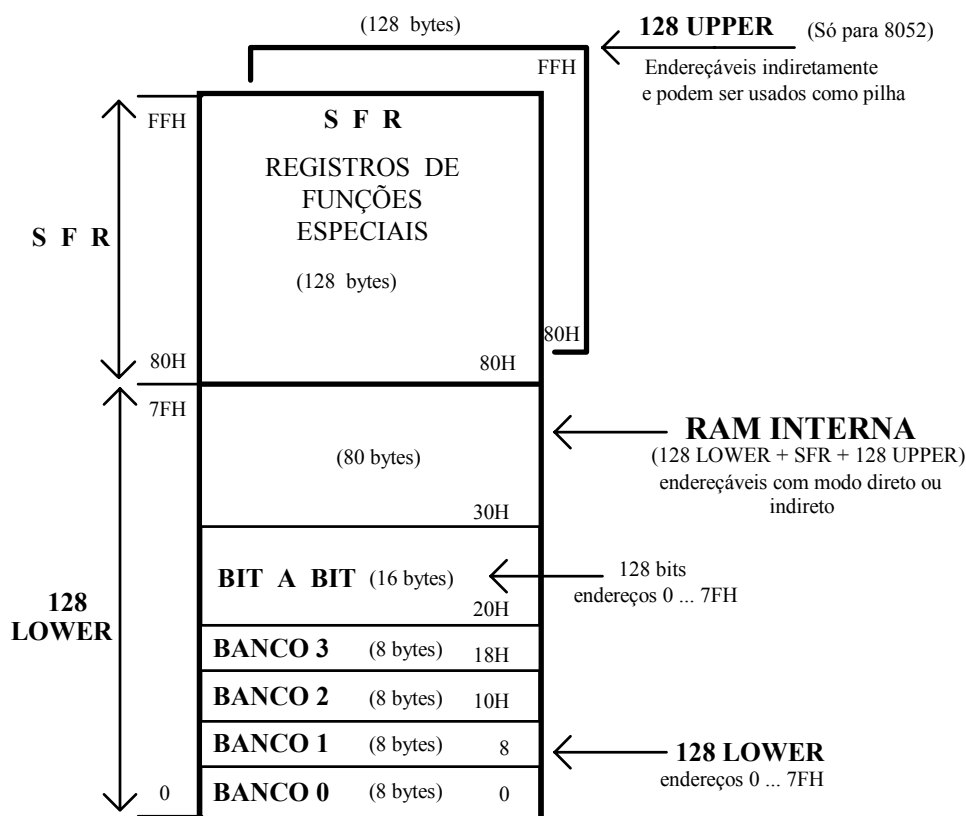 (128 bytes)
128 UPPER (Só para 8052)
FFH
Endereçáveis indiretamente
e podem ser usados como pilha
FFH
S F R
REGISTROS DE
FUNÇÕES
ESPECIAIS
S F R
(128 bytes)
80H
80H
80H
7FH
RAM INTERNA
(128 LOWER + SFR + 128 UPPER)
endereçáveis com modo direto ou
indireto
(80 bytes)
30H
BIT A BIT (16 bytes)
128 bits
endereços 0 ... 7FH
20H
128
LOWER
BANCO 3 (8 bytes) 18H
BANCO 2 (8 bytes) 10H
BANCO 1 (8 bytes) 8
128 LOWER
endereços 0 ... 7FH
0
BANCO 0 (8 bytes) 0